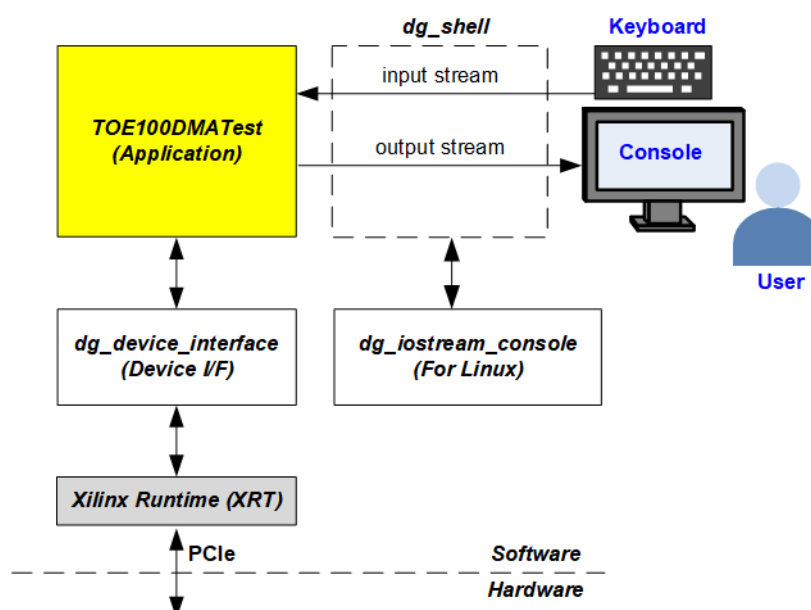 dg_shell
Keyboard
input stream
TOE100DMATest
(Application)
output stream
Console
User
dg_device_interface
(Device I/F)
dg_iostream_console
(For Linux)
Xilinx Runtime (XRT)
PCIe
Software
Hardware